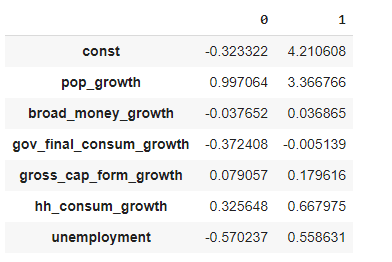 0 1
const -0.323322 4.210608
pop_growth 0.997064 3.366766
broad_money_growth -0.037652 0.036865
gov_final_consum_growth -0.372408 -0.005139
gross_cap_form_growth 0.079057 0.179616
hh_consum_growth 0.325648 0.667975
unemployment -0.570237 0.558631